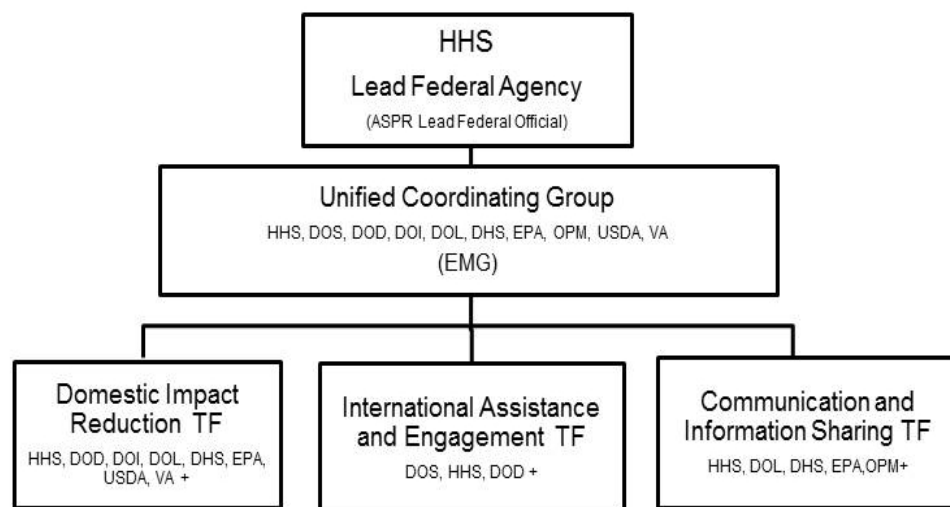 HHS
Lead Federal Agency
(ASPR Lead Federal Official)
Unified Coordinating Group
HHS, DOS, DOD, DOI, DOL, DHS, EPA, OPM, USDA, VA
(EMG)
Domestic Impact
Reduction TF
HHS, DOD, DOI, DOL, DHS, EPA,
USDA, VA +
International Assistance
and Engagement TF
DOS, HHS, DOD +
Communication and
Information Sharing TF
HHS, DOL, DHS, EPA,OPM+